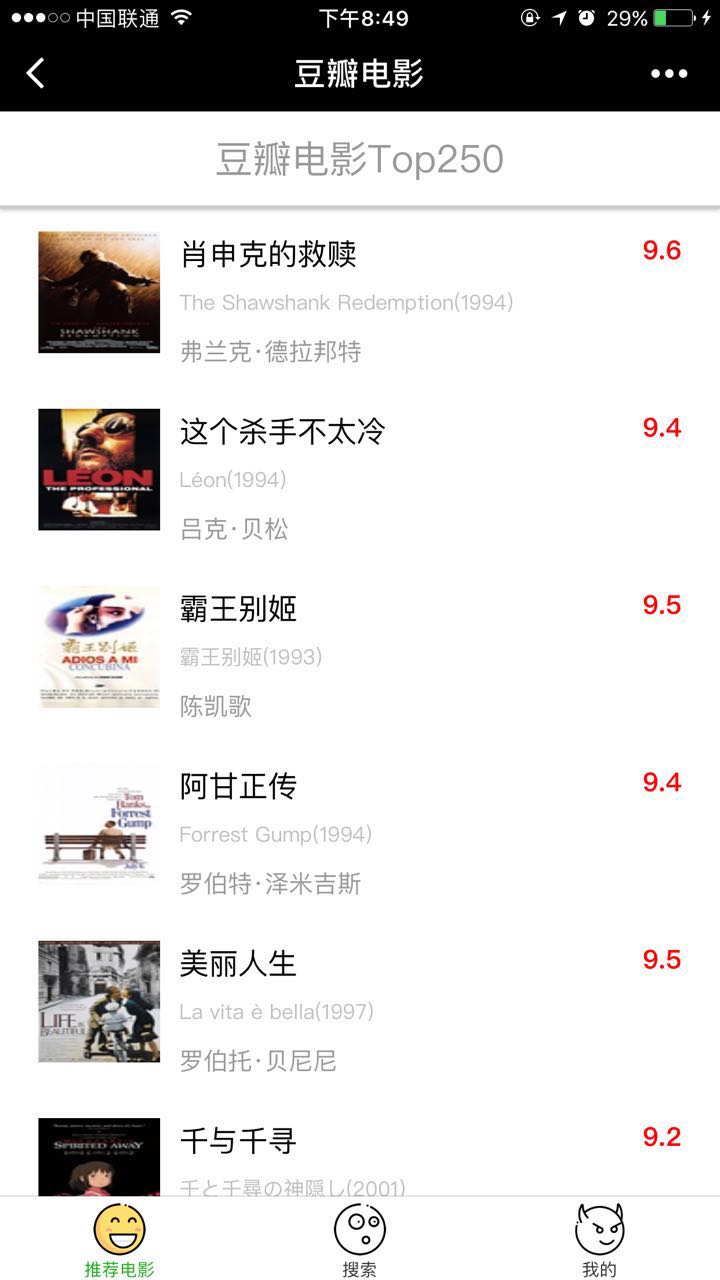 中国联通
下午8:49
29%
豆瓣电影
豆瓣电影Top250
肖申克的救赎
9.6
The Shawshank Redemption(1994)
弗兰克·德拉邦特
SHAWSHANK
REDEMPTION
这个杀手不太冷
9.4
Léon(1994)
吕克·贝松
LEON
THE PROFESSIONAL
霸王别姬
9.5
霸王别姬(1993)
陈凯歌
霸王别姬
ADIOS A MI
CONCUBINA
阿甘正传
9.4
Forrest Gump(1994)
罗伯特·泽米吉斯
Tom
Hanks
Forrest
Gump
美丽人生
9.5
La vita è bella(1997)
罗伯托·贝尼尼
LIFE IS
BEAUTIFUL
千与千寻
9.2
千と千尋の神隠し(2001)
SPIRITED AWAY
推荐电影
搜索
我的